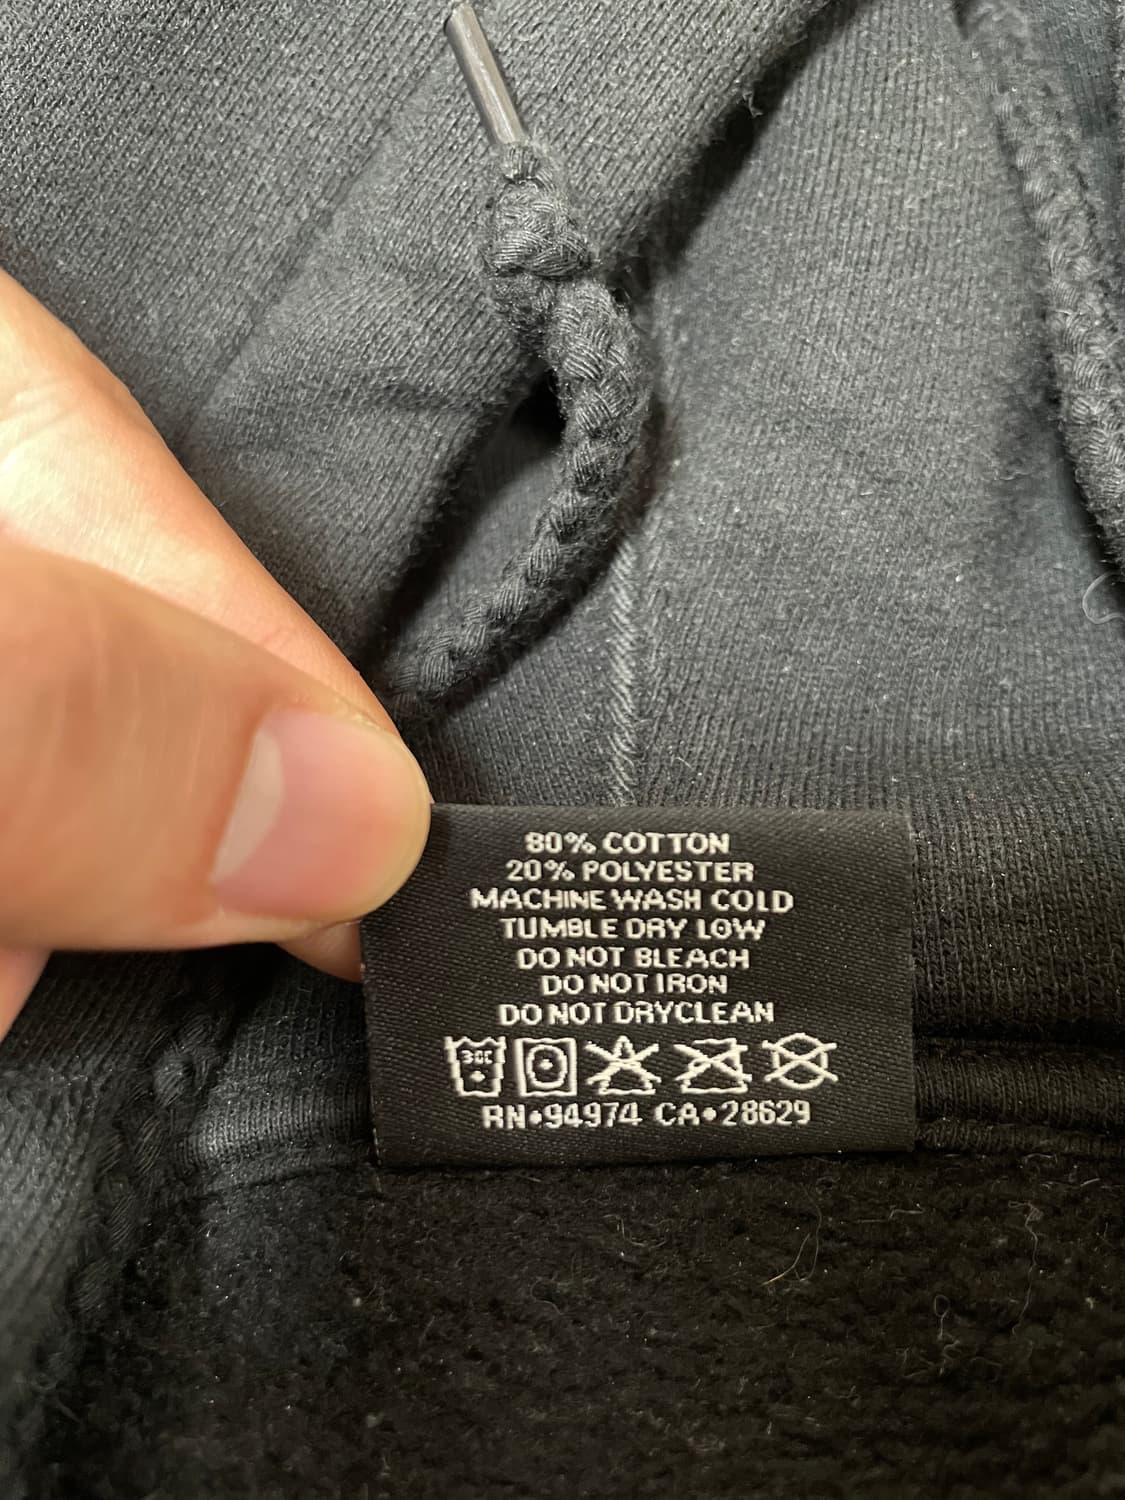 80% COTTON
20% POLYESTER
MACHINE WASH COLD
TUMBLE DRY LOW
DO NOT BLEACH
DO NOT IRON
DO NOT DRYCLEAN
30C
RN•94974 CA•28629